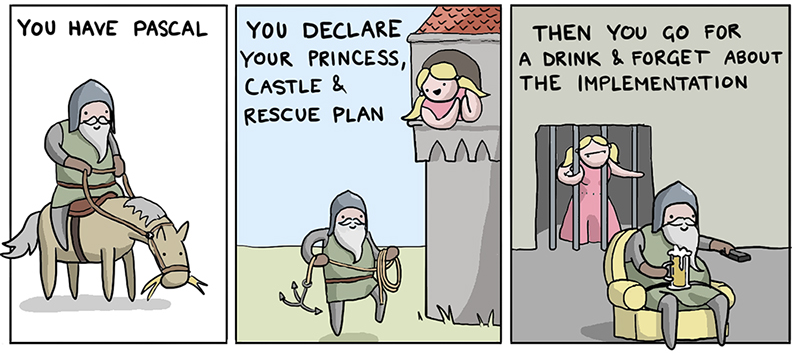 YOU HAVE PASCAL
YOU DECLARE
YOUR PRINCESS,
CASTLE &
RESCUE PLAN
THEN YOU GO FOR
A DRINK & FORGET ABOUT
THE IMPLEMENTATION